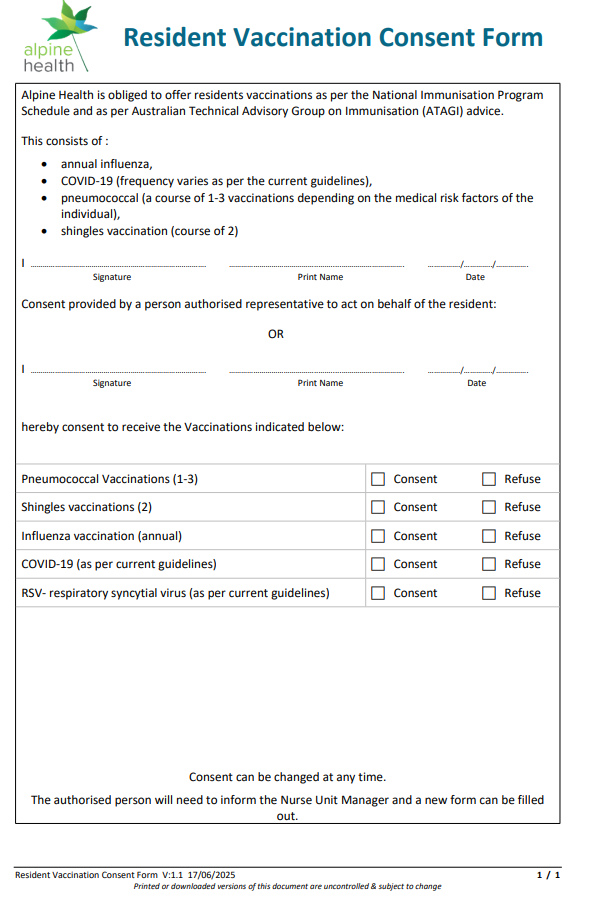 alpine
health
Resident Vaccination Consent Form
Alpine Health is obliged to offer residents vaccinations as per the National Immunisation Program
Schedule and as per Australian Technical Advisory Group on Immunisation (ATAGI) advice.
This consists of :
• annual influenza,
• COVID-19 (frequency varies as per the current guidelines),
• pneumococcal (a course of 1-3 vaccinations depending on the medical risk factors of the
individual),
• shingles vaccination (course of 2)
I ........................................ ........................................ ......../......./........
Signature Print Name Date
Consent provided by a person authorised representative to act on behalf of the resident:
OR
I ........................................ ........................................ ......../......./........
Signature Print Name Date
hereby consent to receive the Vaccinations indicated below:
Pneumococcal Vaccinations (1-3) ☐ Consent ☐ Refuse
Shingles vaccinations (2) ☐ Consent ☐ Refuse
Influenza vaccination (annual) ☐ Consent ☐ Refuse
COVID-19 (as per current guidelines) ☐ Consent ☐ Refuse
RSV- respiratory syncytial virus (as per current guidelines) ☐ Consent ☐ Refuse
Consent can be changed at any time.
The authorised person will need to inform the Nurse Unit Manager and a new form can be filled
out.
Resident Vaccination Consent Form V:1.1 17/06/2025 1 / 1
Printed or downloaded versions of this document are uncontrolled & subject to change